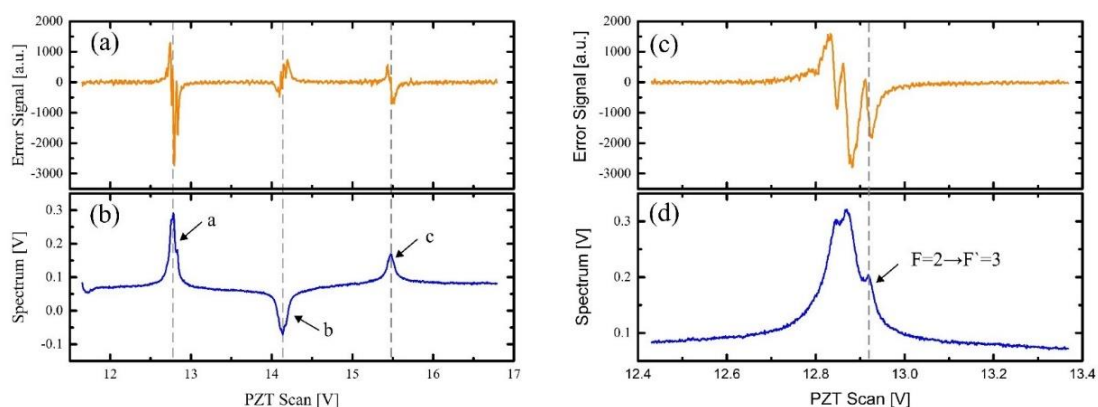 (a)
Error Signal [a.u.]
2000
1000
0
-1000
-2000
-3000
(b)
Spectrum [V]
0.3
0.2
0.1
0.0
-0.1
a
b
c
12
13
14
15
16
17
PZT Scan [V]
(c)
Error Signal [a.u.]
2000
1000
0
-1000
-2000
-3000
(d)
Spectrum [V]
0.3
0.2
0.1
F=2→F`=3
12.4
12.6
12.8
13.0
13.2
13.4
PZT Scan [V]